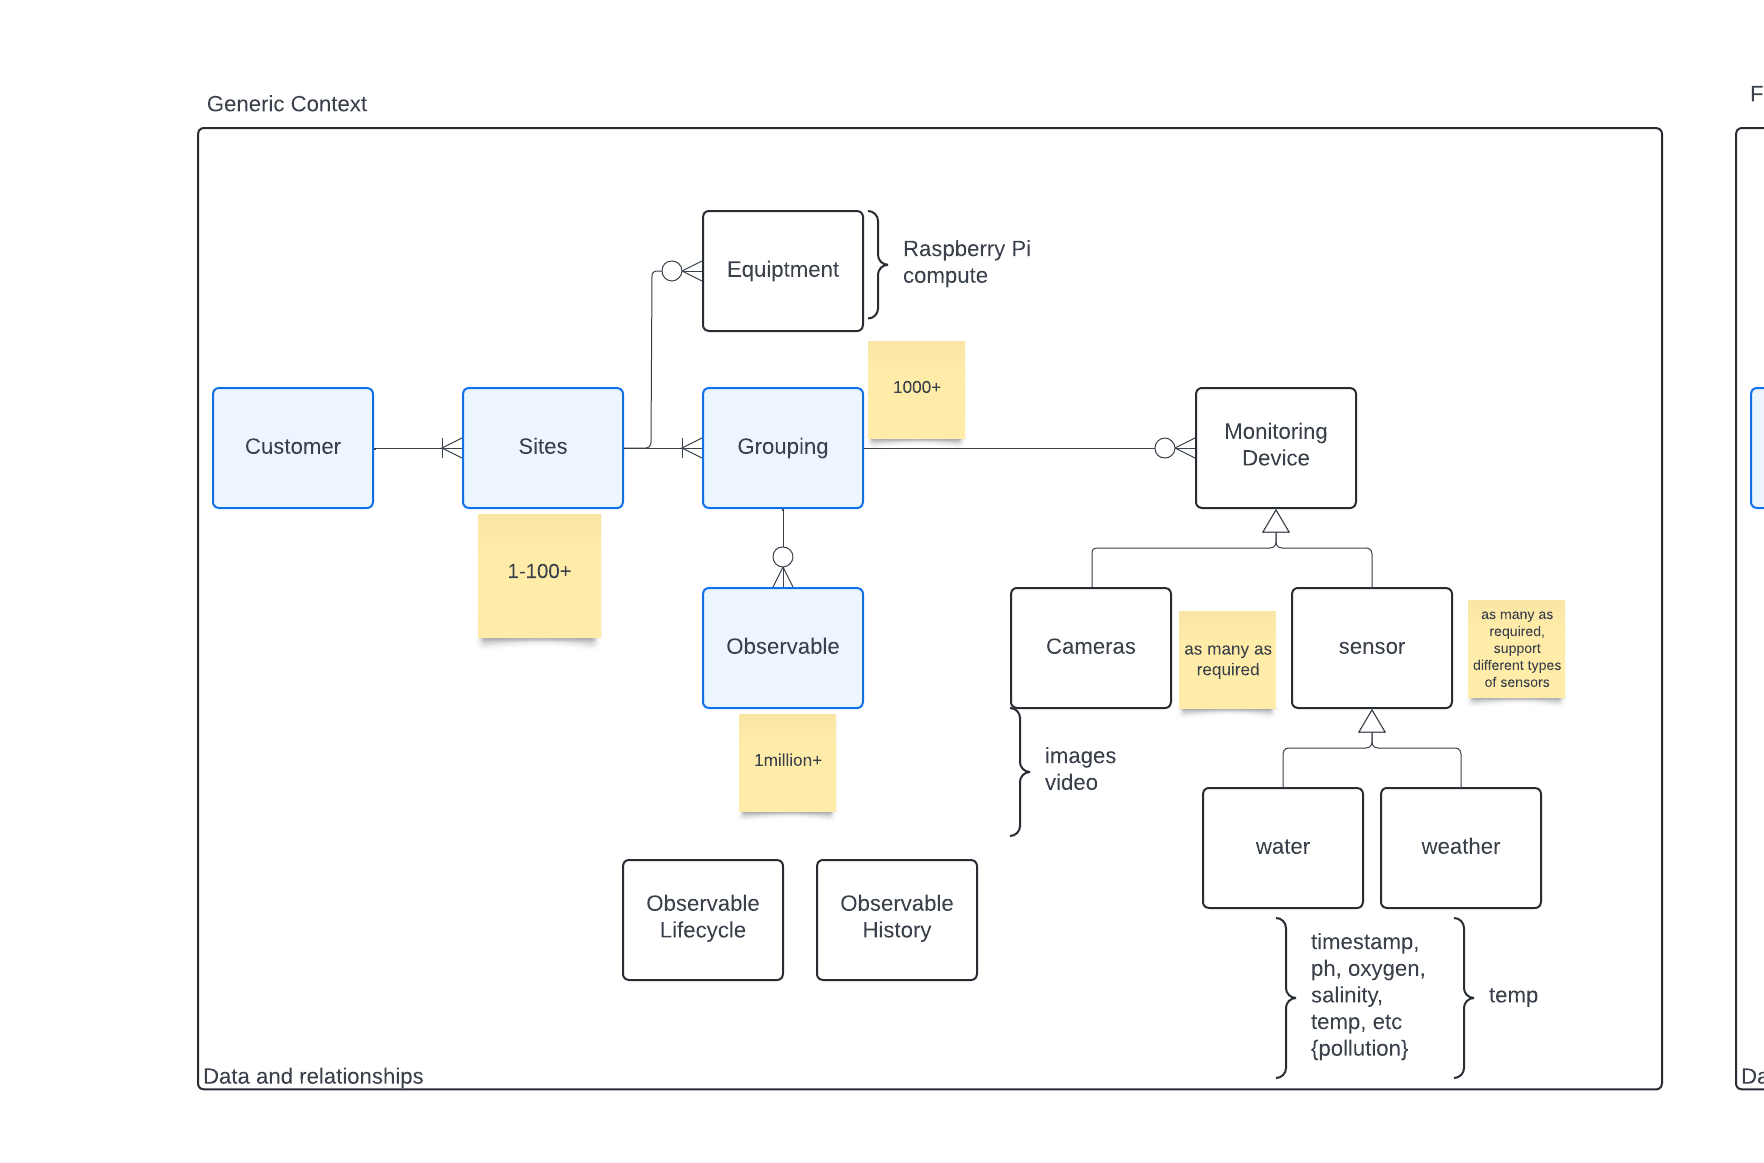 Generic Context
F
Equiptment
Raspberry Pi
compute
1000+
Customer
Sites
Grouping
Monitoring
Device
1-100+
Observable
Cameras
as many as
required
sensor
as many as
required,
support
different types
of sensors
1million+
images
video
water
weather
Observable
Lifecycle
Observable
History
timestamp,
ph, oxygen,
salinity,
temp, etc
{pollution}
temp
Data and relationships
Da